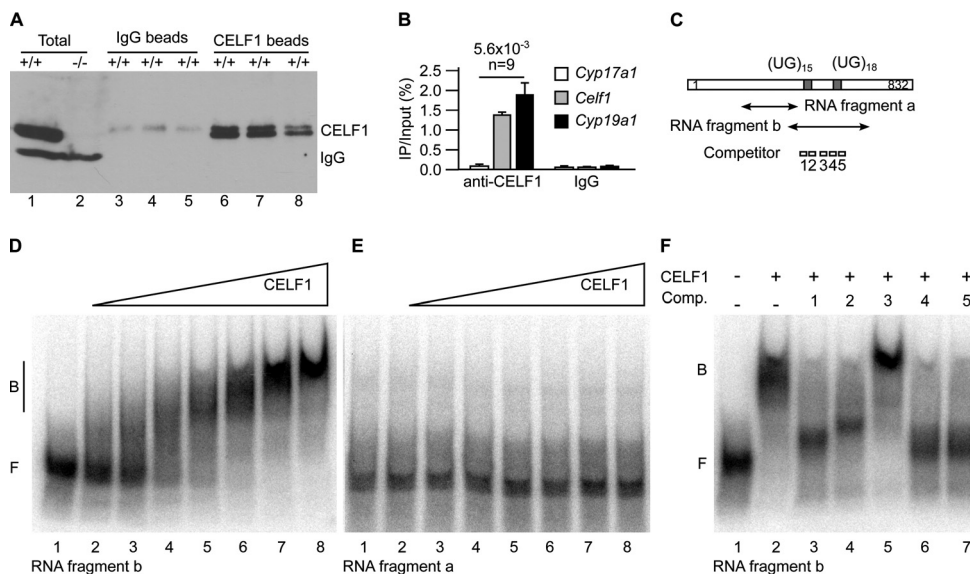 A
Total
IgG beads
CELF1 beads
+/+ -/- +/+ +/+ +/+ +/+ +/+ +/+
CELF1
IgG
1 2 3 4 5 6 7 8
B
5.6x10-3
n=9
IP/Input (%)
2.5
2.0
1.5
1.0
0.5
0.0
anti-CELF1 IgG
Cyp17a1
Celf1
Cyp19a1
C
(UG)15 (UG)18
1 832
RNA fragment a
RNA fragment b
Competitor
12 345
D
CELF1
B
F
1 2 3 4 5 6 7 8
RNA fragment b
E
CELF1
1 2 3 4 5 6 7 8
RNA fragment a
F
CELF1 - + + + + + +
Comp. - - 1 2 3 4 5
B
F
1 2 3 4 5 6 7
RNA fragment b